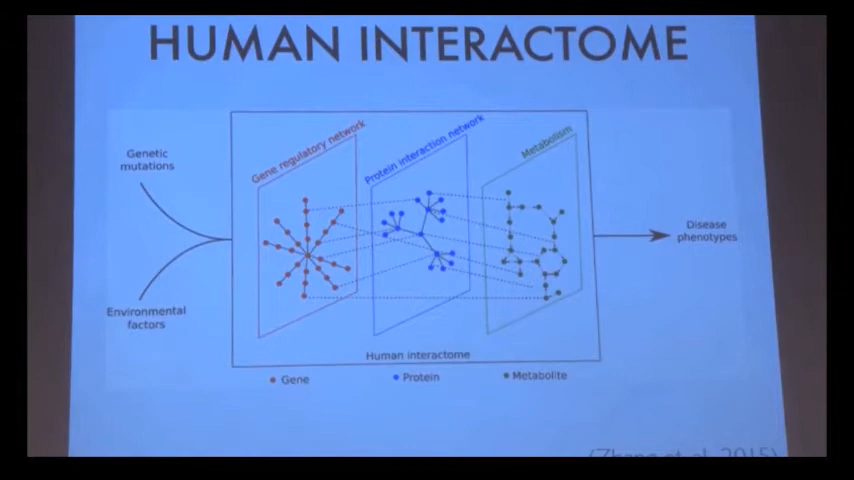 HUMAN INTERACTOME
Gene regulatory network
Protein interaction network
Metabolism
Genetic
mutations
Environmental
factors
Disease
phenotypes
Human interactome
Gene
Protein
Metabolite
(Zhang et al. 2015)